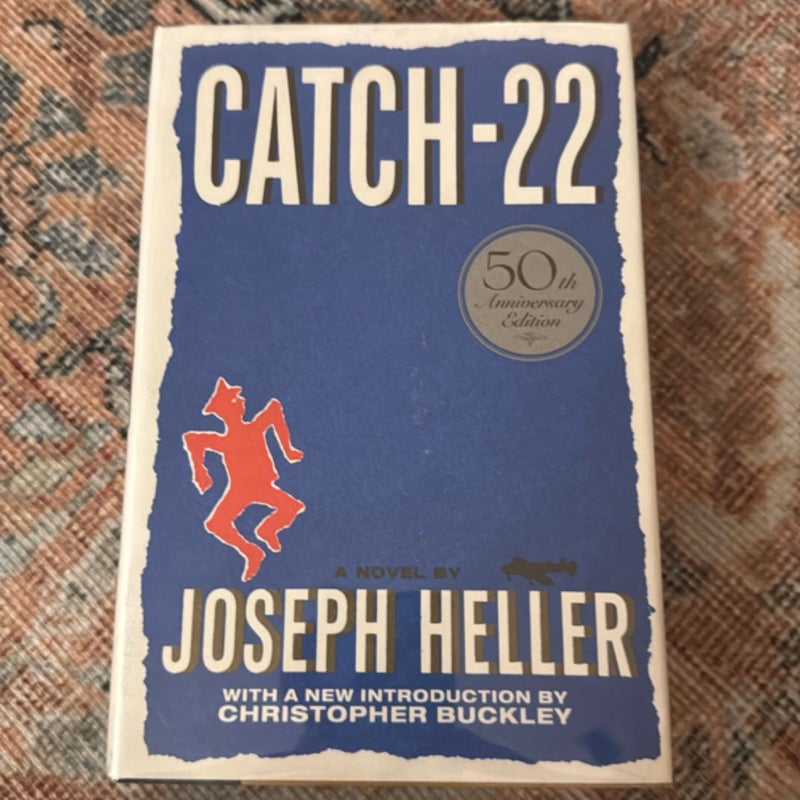 CATCH-22
50th
Anniversary
Edition
A NOVEL BY
JOSEPH HELLER
WITH A NEW INTRODUCTION BY
CHRISTOPHER BUCKLEY